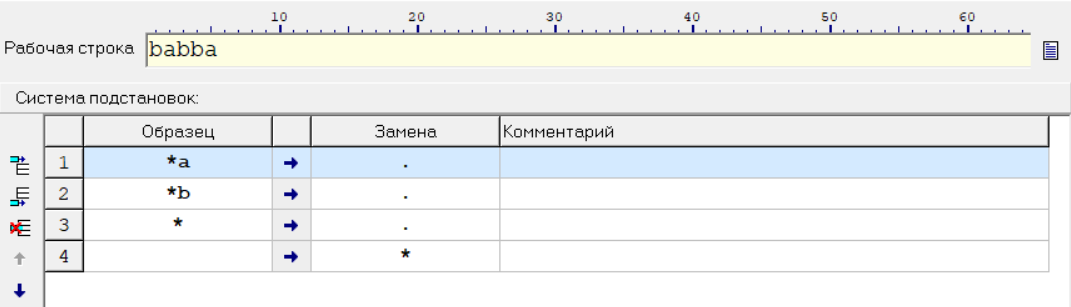 10 20 30 40 50 60
Рабочая строка babba
Система подстановок:
Образец Замена Комментарий
1 *a → .
2 *b → .
3 * → .
4 → *